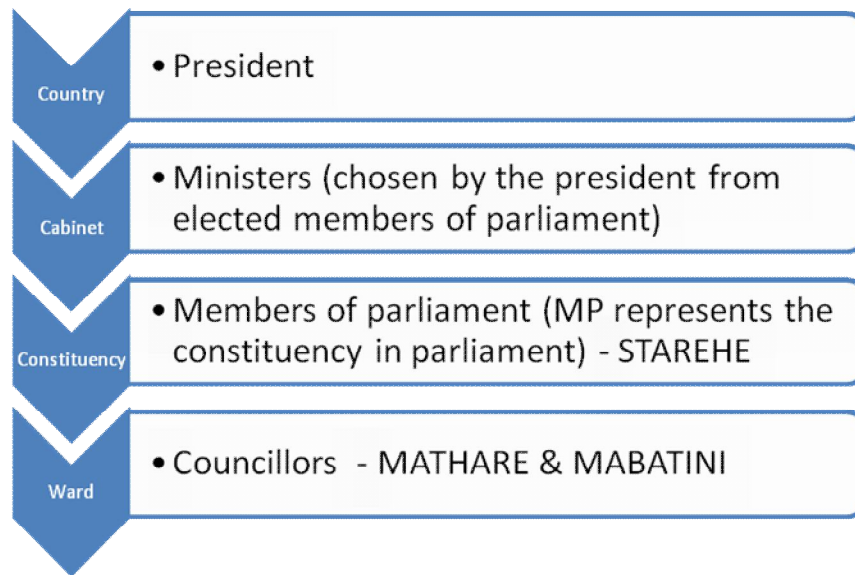 Country
• President
Cabinet
• Ministers (chosen by the president from
elected members of parliament)
Constituency
• Members of parliament (MP represents the
constituency in parliament) - STAREHE
Ward
• Councillors - MATHARE & MABATINI